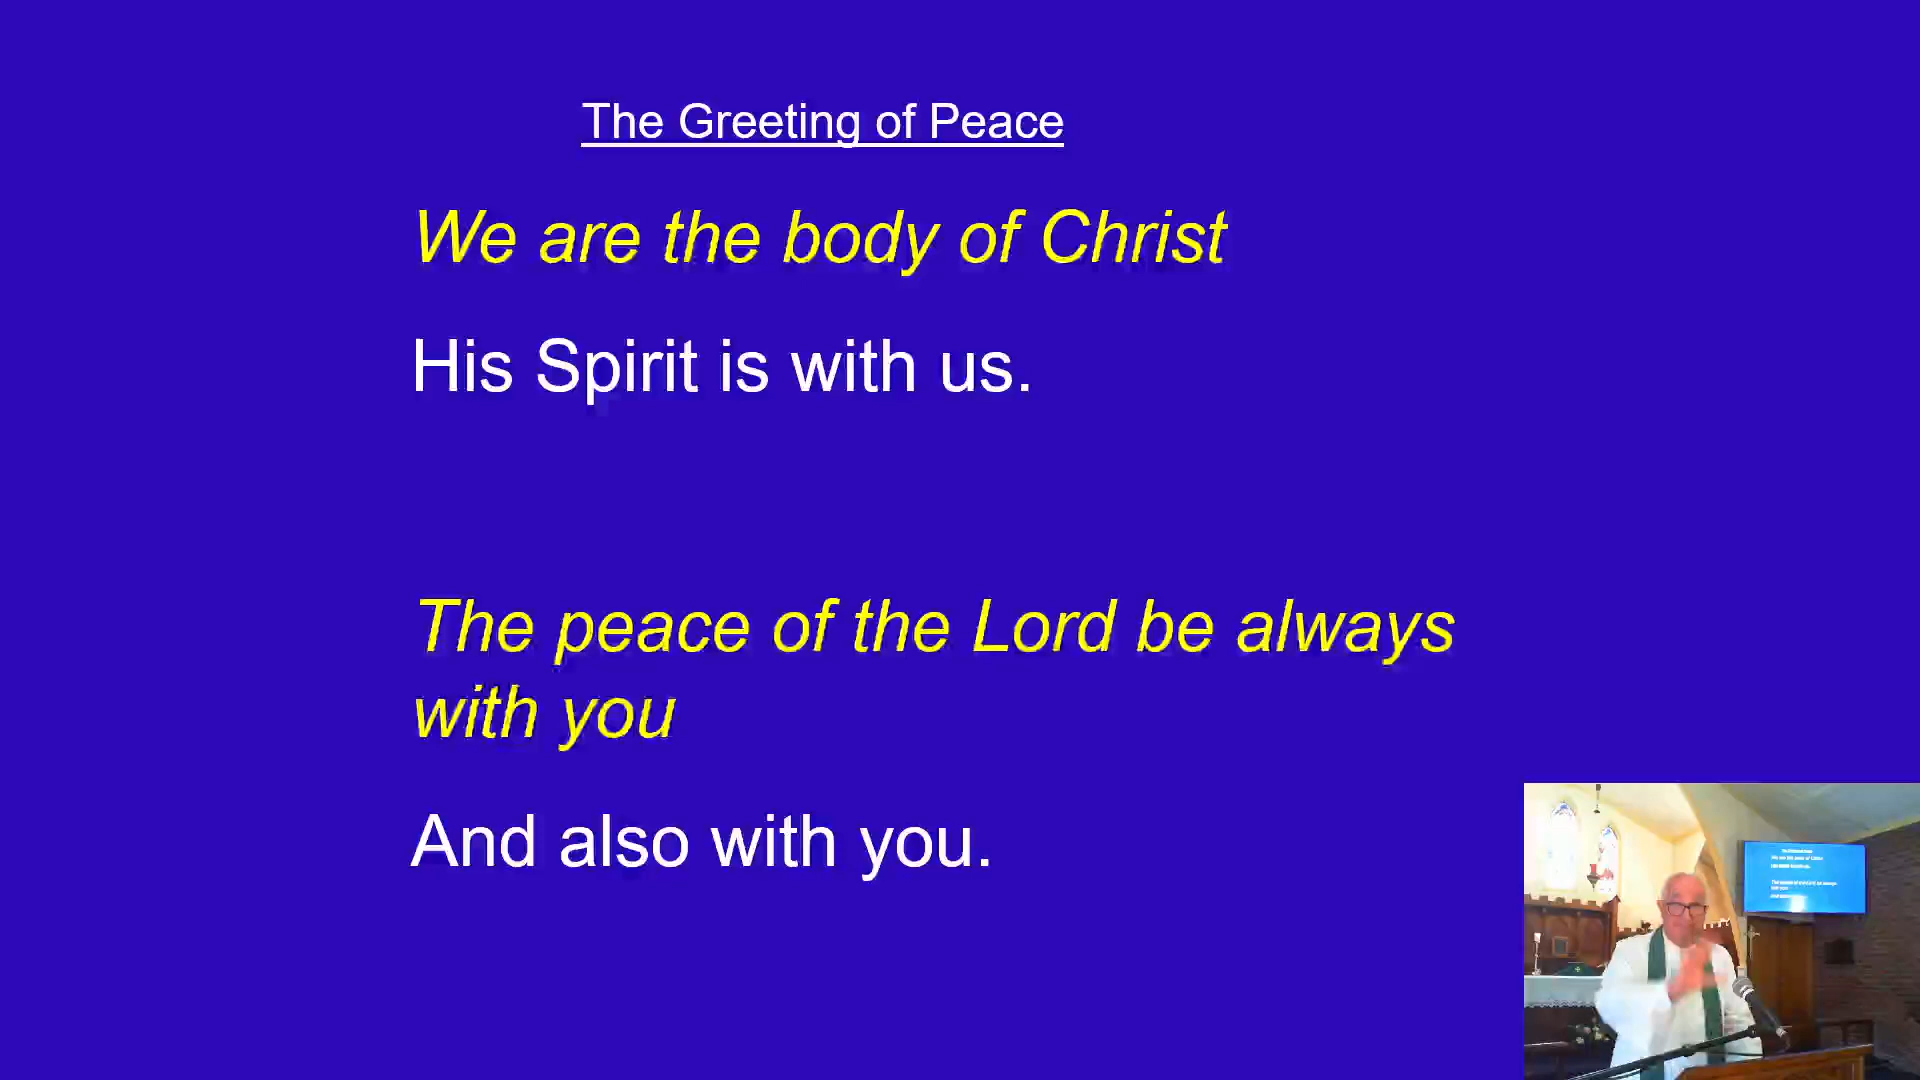 The Greeting of Peace
We are the body of Christ
His Spirit is with us.
The peace of the Lord be always
with you
And also with you.